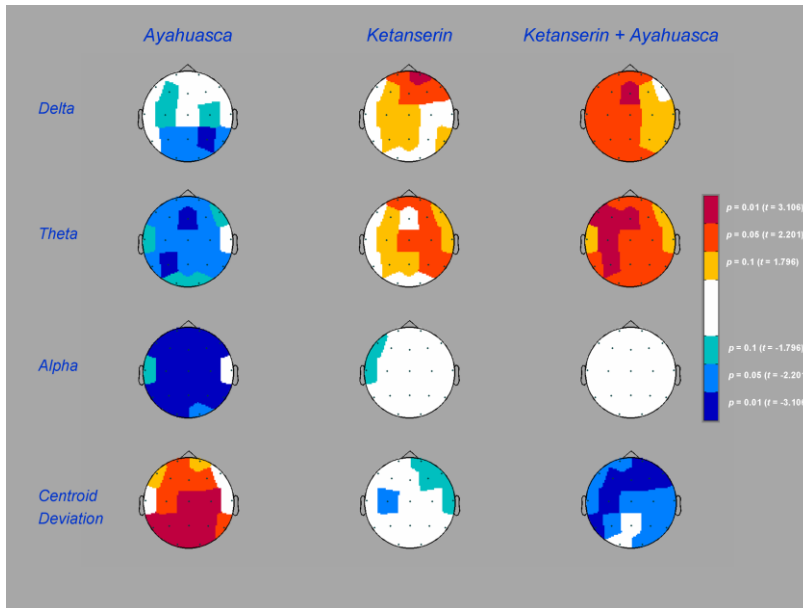 Ayahuasca Ketanserin Ketanserin + Ayahuasca
Delta
Theta
p = 0.01 (t = 3.106)
p = 0.05 (t = 2.201)
p = 0.1 (t = 1.796)
Alpha
p = 0.1 (t = -1.796)
p = 0.05 (t = -2.201
p = 0.01 (t = -3.106
Centroid
Deviation